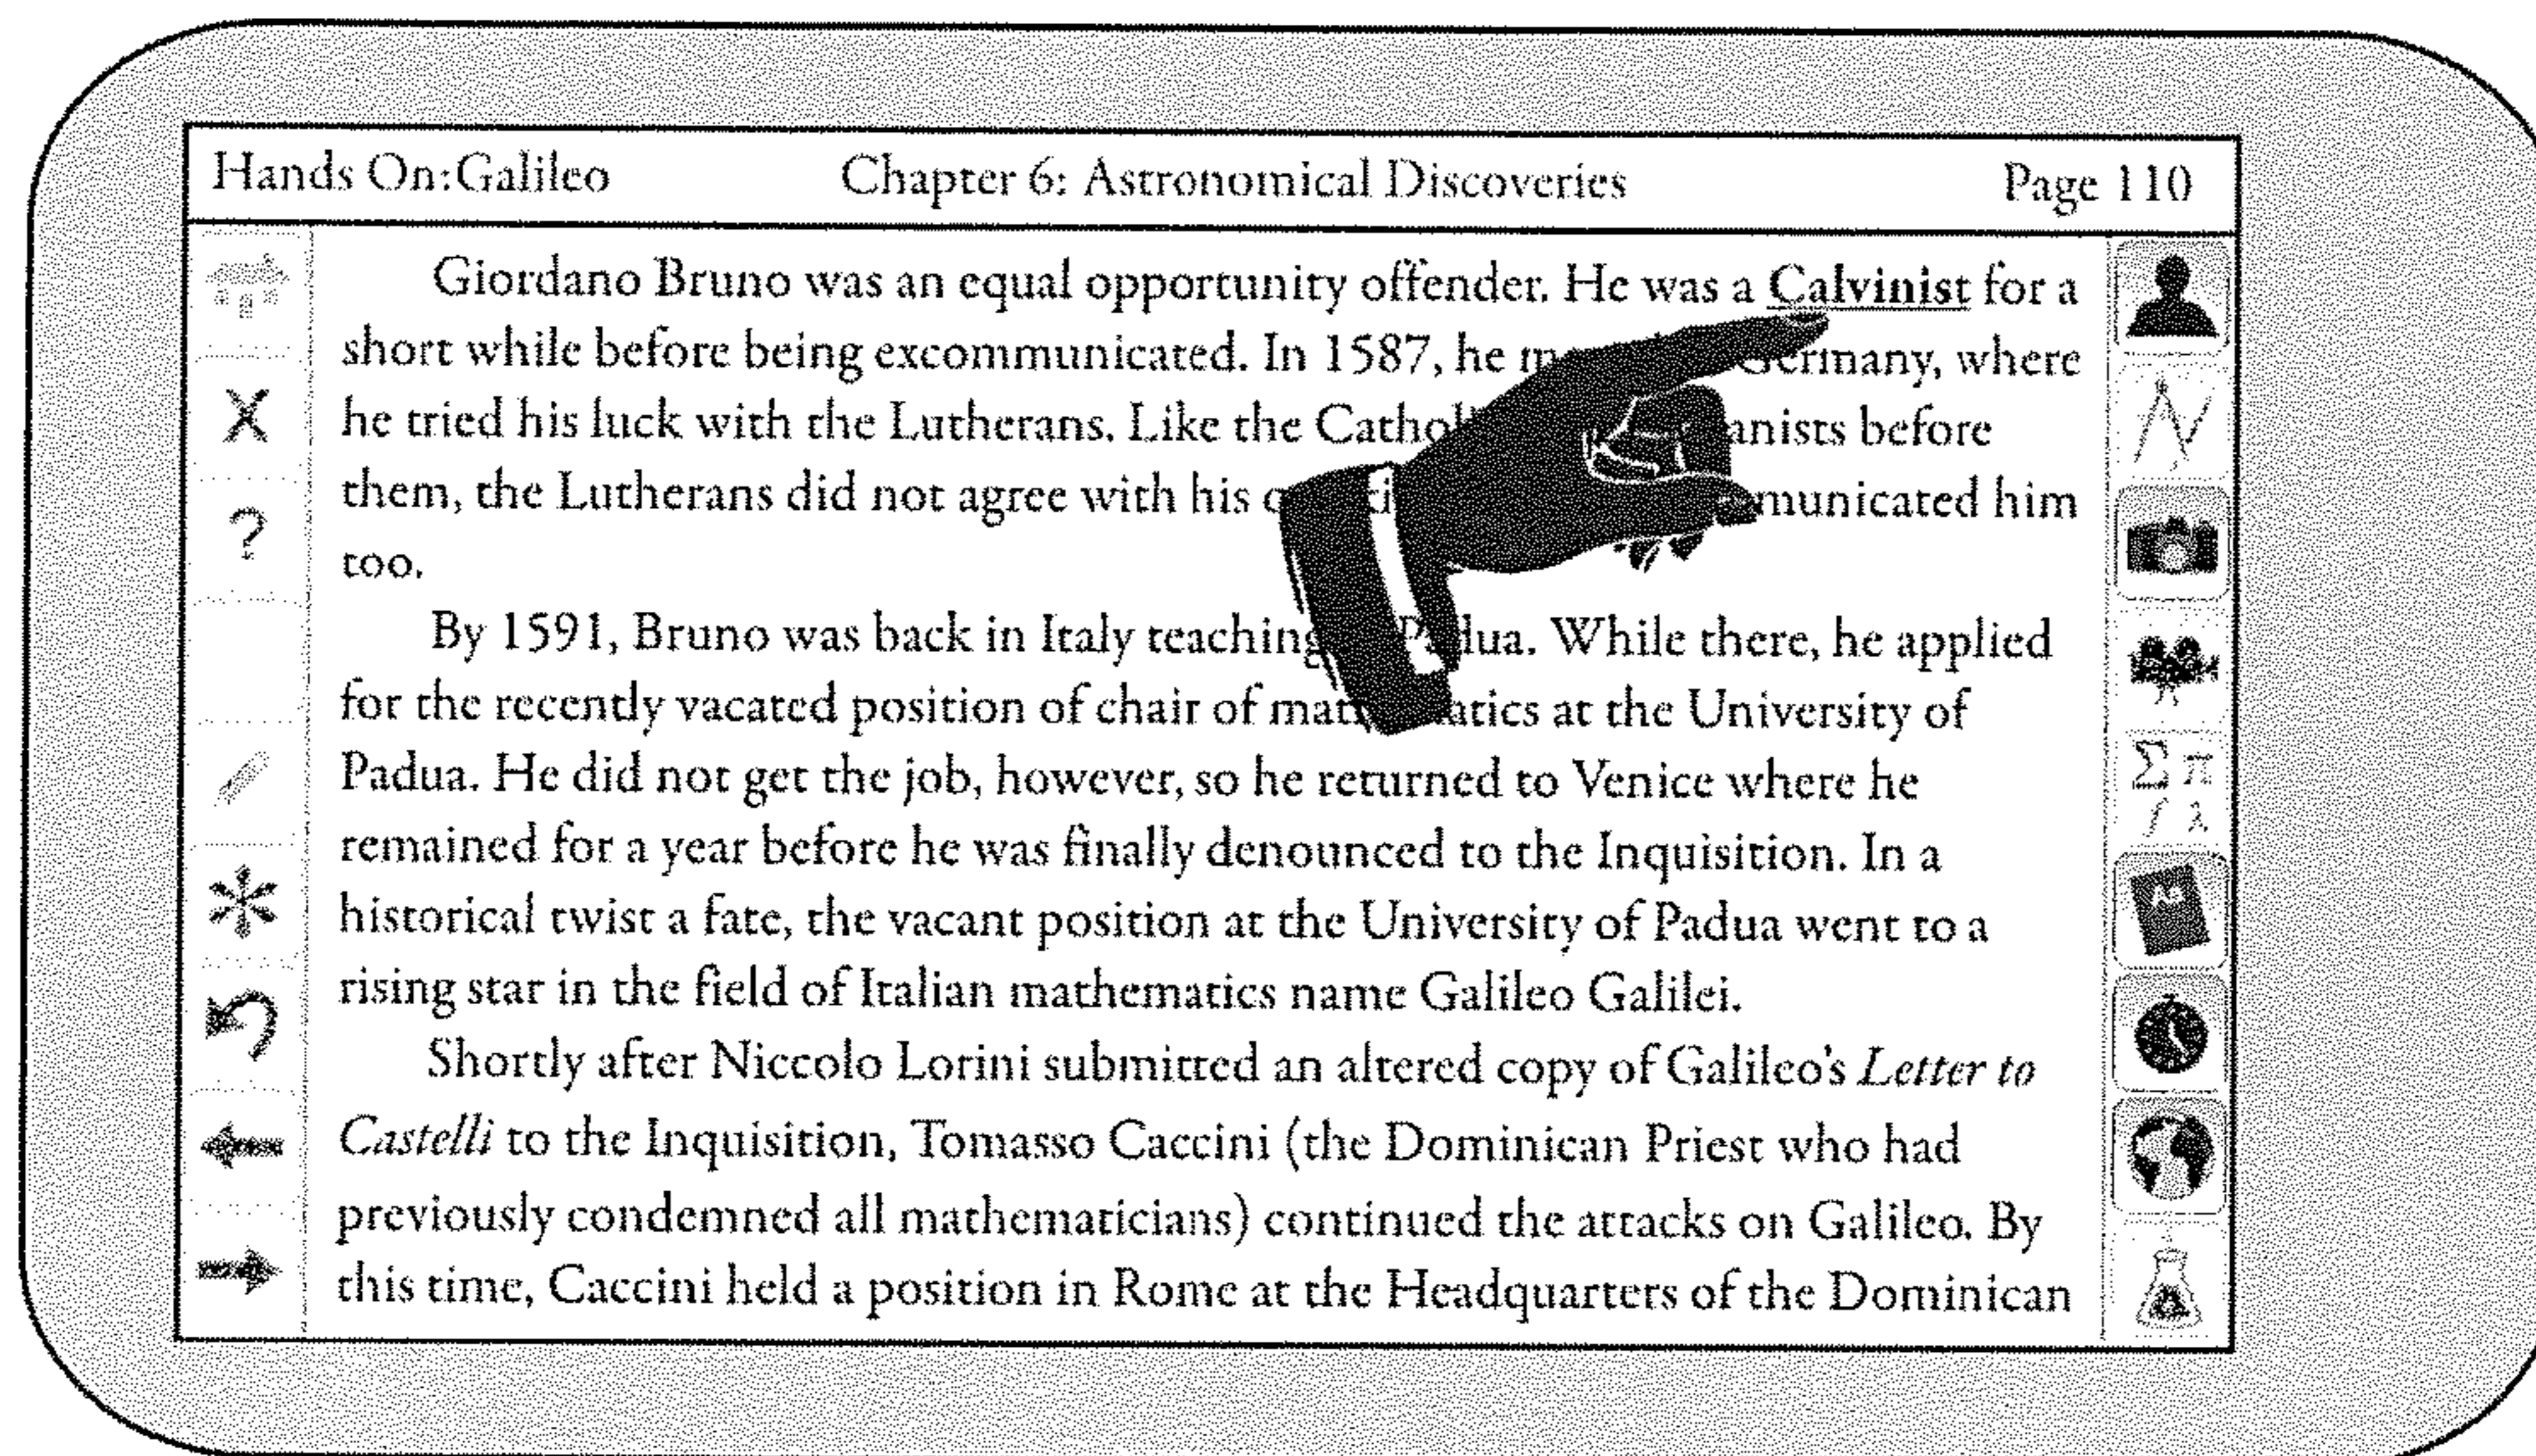 Hands On:Galileo Chapter 6: Astronomical Discoveries Page 110
Giordano Bruno was an equal opportunity offender. He was a Calvinist for a
short while before being excommunicated. In 1587, he Germany, where
he tried his luck with the Lutherans. Like the before
them, the Lutherans did not agree with his him
too.
By 1591, Bruno was back in Italy teaching Padua. While there, he applied
for the recently vacated position of chair of mathematics at the University of
Padua. He did not get the job, however, so he returned to Venice where he
remained for a year before he was finally denounced to the Inquisition. In a
historical twist a fate, the vacant position at the University of Padua went to a
rising star in the field of Italian mathematics name Galileo Galilei.
Shortly after Niccolo Lorini submitted an altered copy of Galileo's Letter to
Castelli to the Inquisition, Tomasso Caccini (the Dominican Priest who had
previously condemned all mathematicians) continued the attacks on Galileo. By
this time, Caccini held a position in Rome at the Headquarters of the Dominican
X
?
*
Σ π
f λ